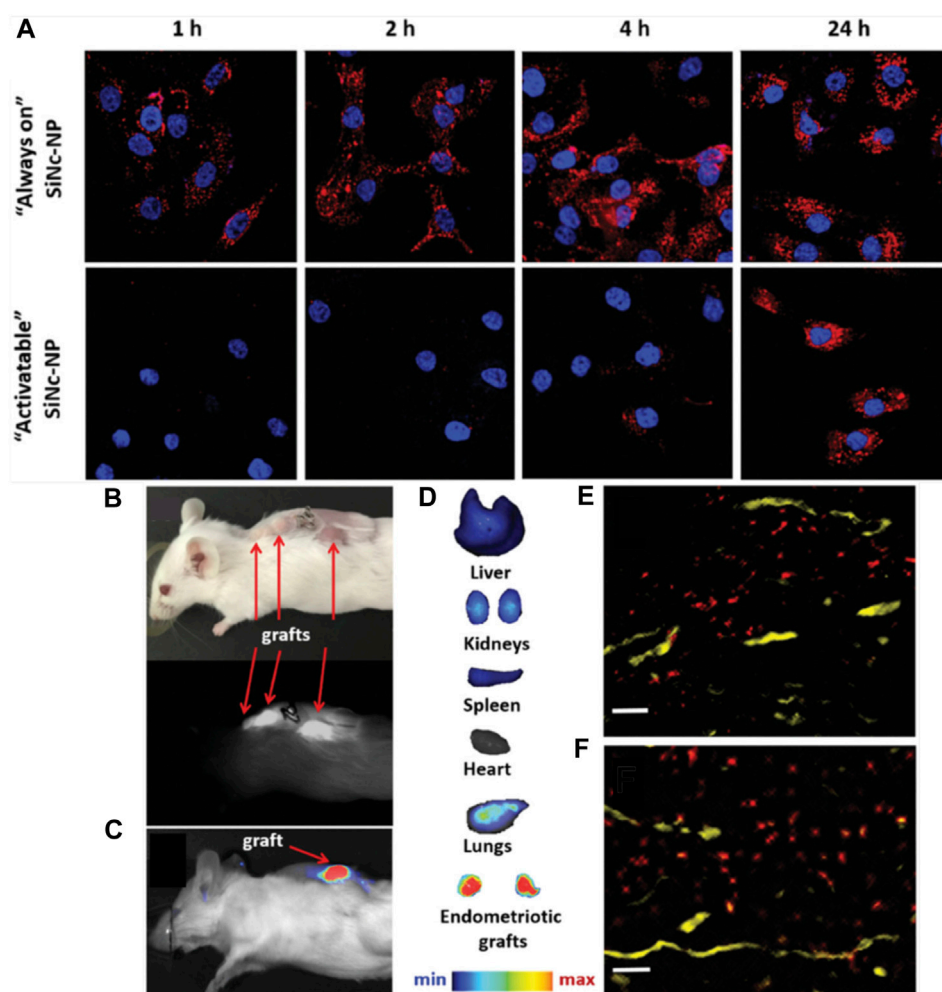 A
1 h
2 h
4 h
24 h
“Always on”
SiNc-NP
“Activatable”
SiNc-NP
B
grafts
C
graft
D
Liver
Kidneys
Spleen
Heart
Lungs
Endometriotic
grafts
min
max
E
F
F